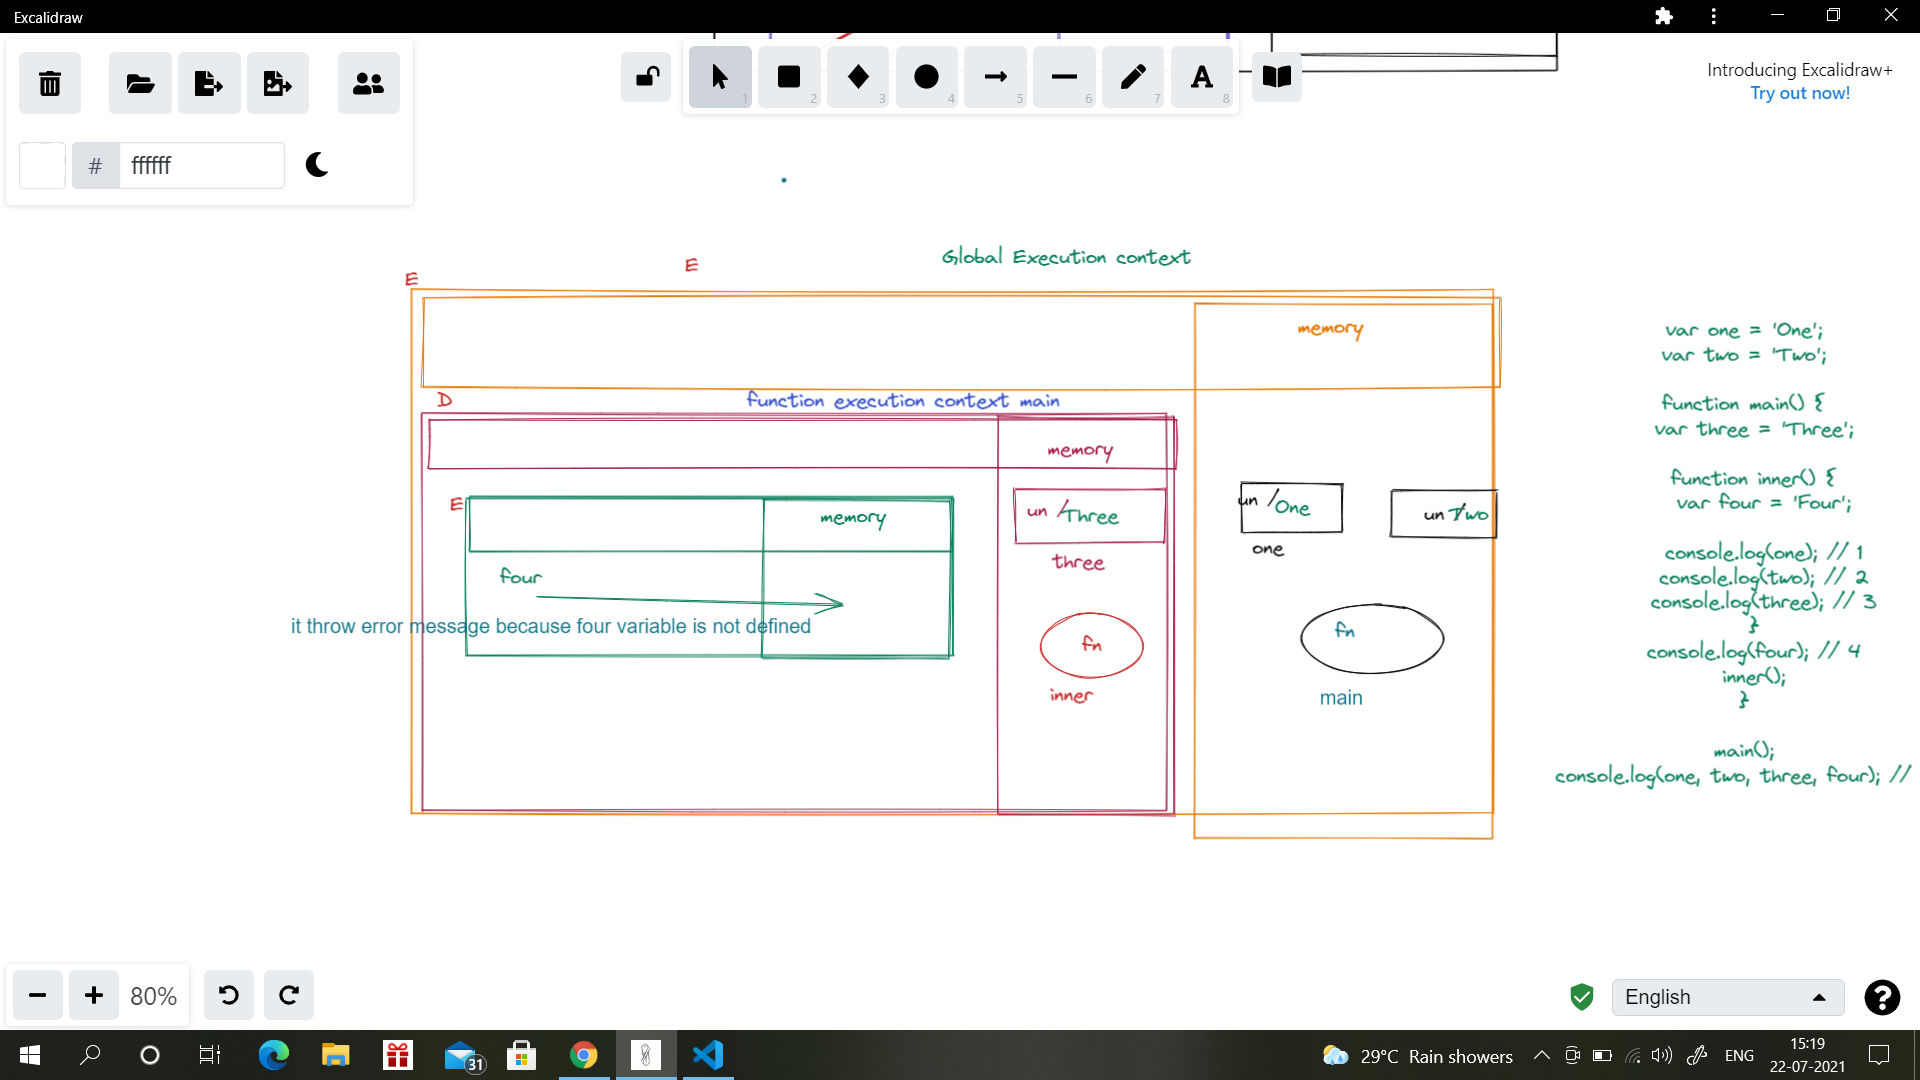 Excalidraw
1
2
3
4
5
6
7
8
Introducing Excalidraw+
Try out now!
# ffffff
Global Execution context
E
E
memory
D
function execution context main
memory
E
memory
un /Three
three
four
it throw error message because four variable is not defined
fn
inner
un /One
one
un Two
fn
main
var one = 'One';
var two = 'Two';
function main() {
var three = 'Three';
function inner() {
var four = 'Four';
console.log(one); // 1
console.log(two); // 2
console.log(three); // 3
}
console.log(four); // 4
inner();
}
main();
console.log(one, two, three, four); //
80%
English
?
31
29°C Rain showers
ENG
15:19
22-07-2021